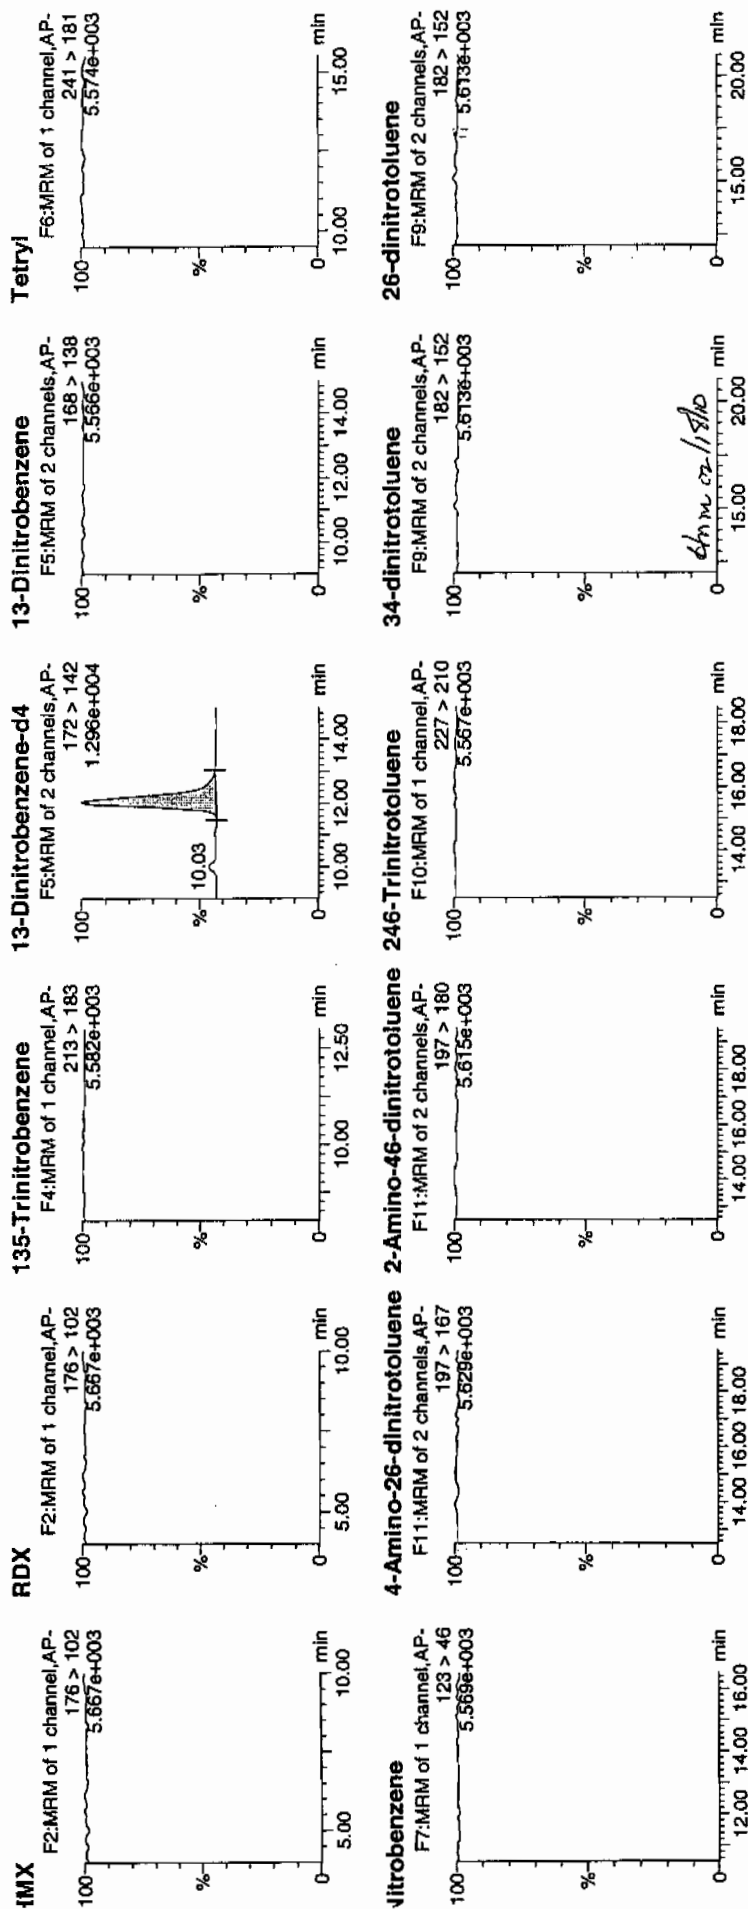 HMX
F2:MRM of 1 channel,AP-
176 > 102
5.667e+003
100
%
0
5.00 10.00 min
RDX
F2:MRM of 1 channel,AP-
176 > 102
5.667e+003
100
%
0
5.00 10.00 min
135-Trinitrobenzene
F4:MRM of 1 channel,AP-
213 > 183
5.582e+003
100
%
0
10.00 12.50 min
13-Dinitrobenzene-d4
F5:MRM of 2 channels,AP-
172 > 142
1.296e+004
100
10.03
%
0
10.00 12.00 14.00 min
13-Dinitrobenzene
F5:MRM of 2 channels,AP-
168 > 138
5.566e+003
100
%
0
10.00 12.00 14.00 min
Tetryl
F6:MRM of 1 channel,AP-
241 > 181
5.574e+003
100
%
0
10.00 15.00 min
Nitrobenzene
F7:MRM of 1 channel,AP-
123 > 46
5.569e+003
100
%
0
12.00 14.00 16.00 min
4-Amino-26-dinitrotoluene
F11:MRM of 2 channels,AP-
197 > 167
5.629e+003
100
%
0
14.00 16.00 18.00 min
2-Amino-46-dinitrotoluene
F11:MRM of 2 channels,AP-
197 > 180
5.615e+003
100
%
0
14.00 16.00 18.00 min
246-Trinitrotoluene
F10:MRM of 1 channel,AP-
227 > 210
5.567e+003
100
%
0
14.00 16.00 18.00 min
34-dinitrotoluene
F9:MRM of 2 channels,AP-
182 > 152
5.613e+003
100
%
02/18/10
0
15.00 20.00 min
26-dinitrotoluene
F9:MRM of 2 channels,AP-
182 > 152
5.613e+003
100
%
0
15.00 20.00 min